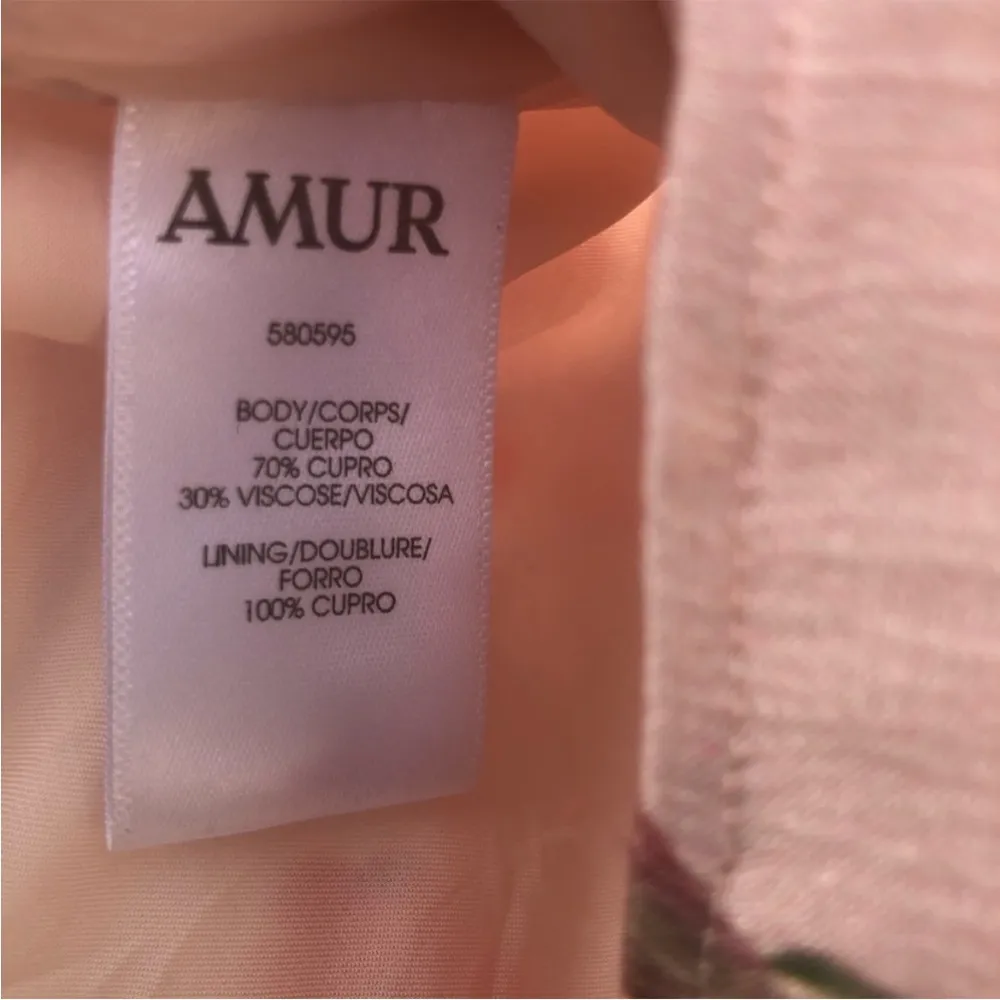 AMUR
580595
BODY/CORPS/
CUERPO
70% CUPRO
30% VISCOSE/VISCOSA
LINING/DOUBLURE/
FORRO
100% CUPRO